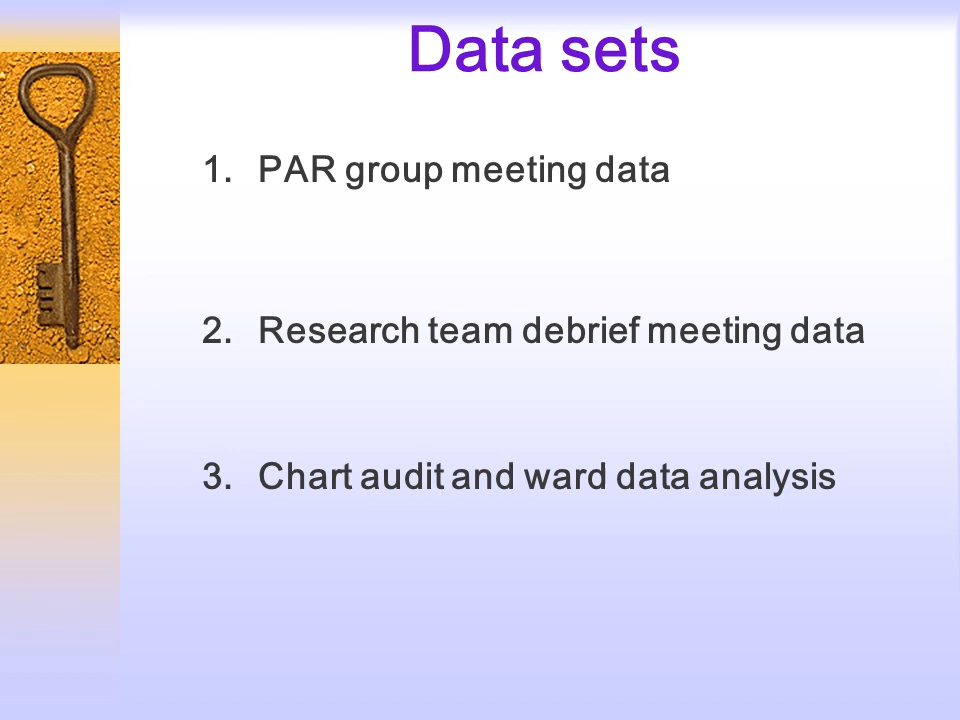 Data sets
1. PAR group meeting data
2. Research team debrief meeting data
3. Chart audit and ward data analysis